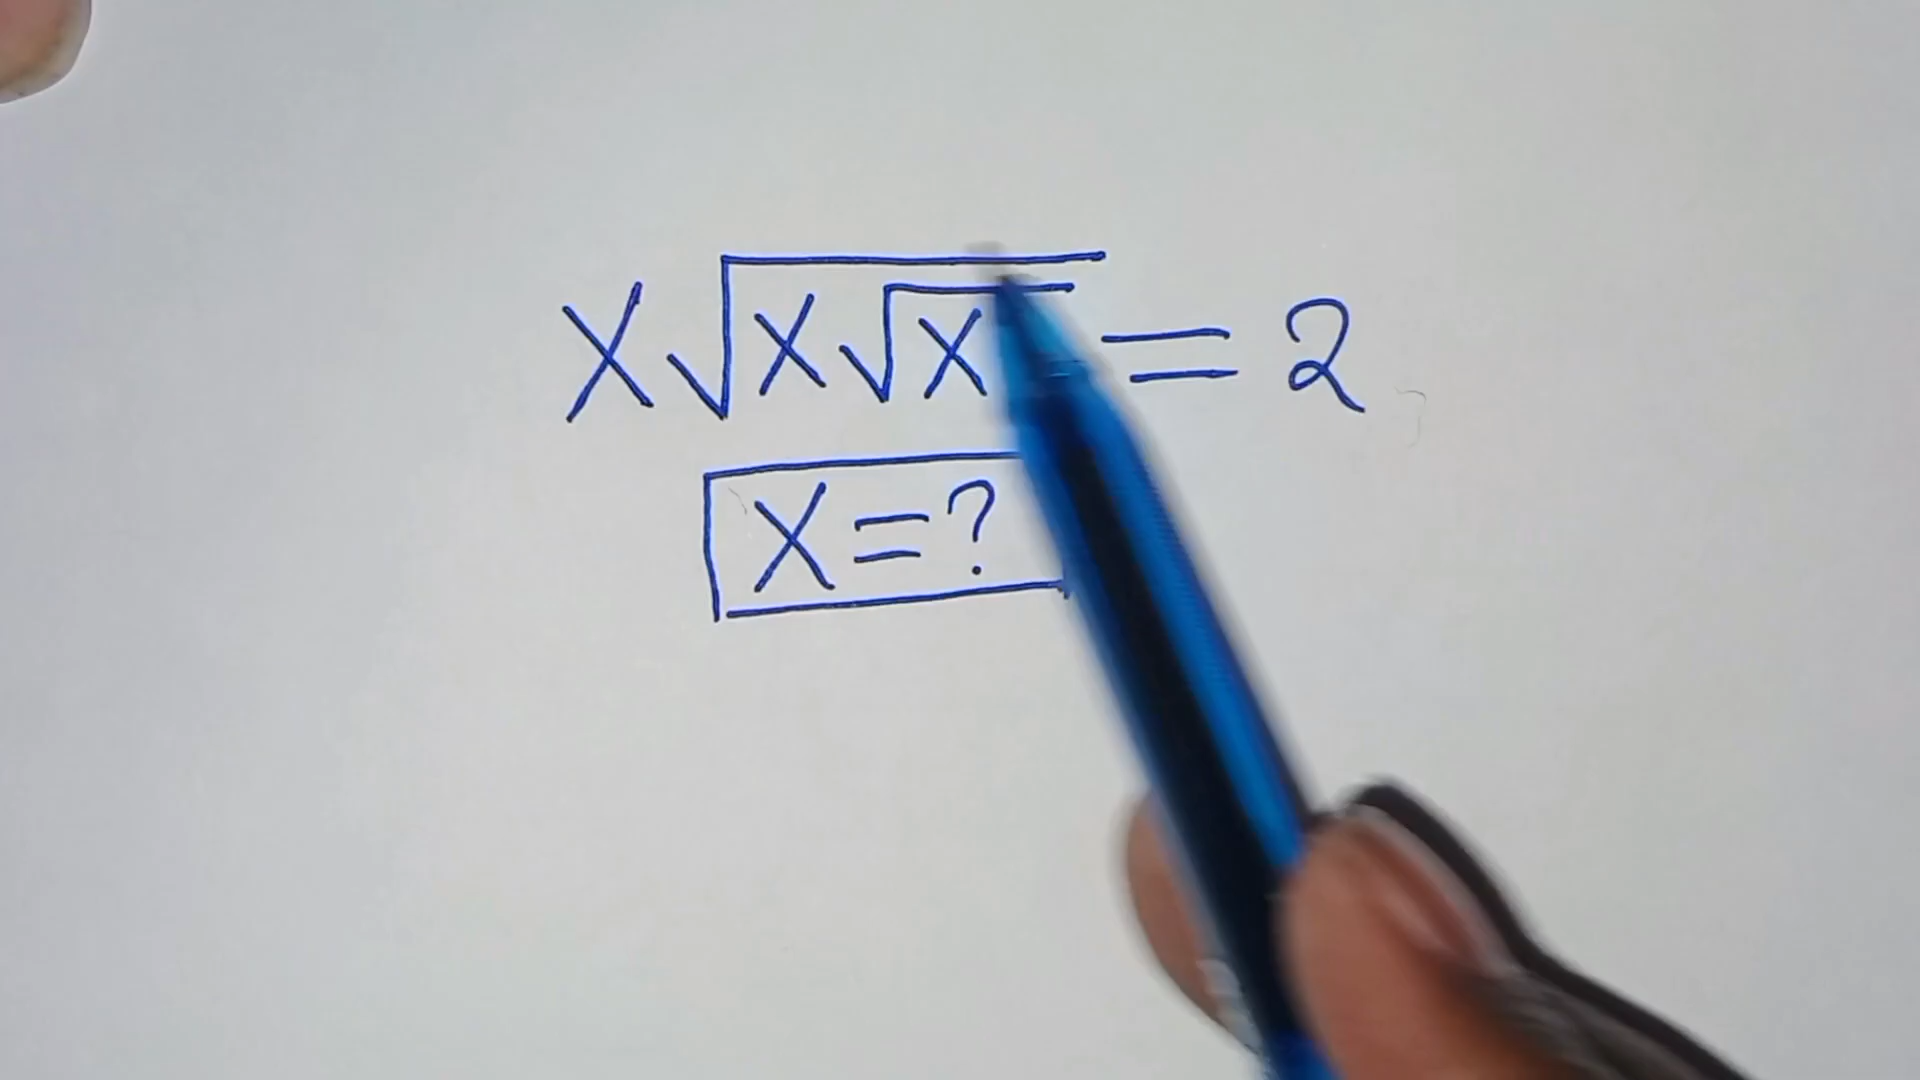 X√(X√X) = 2
X = ?